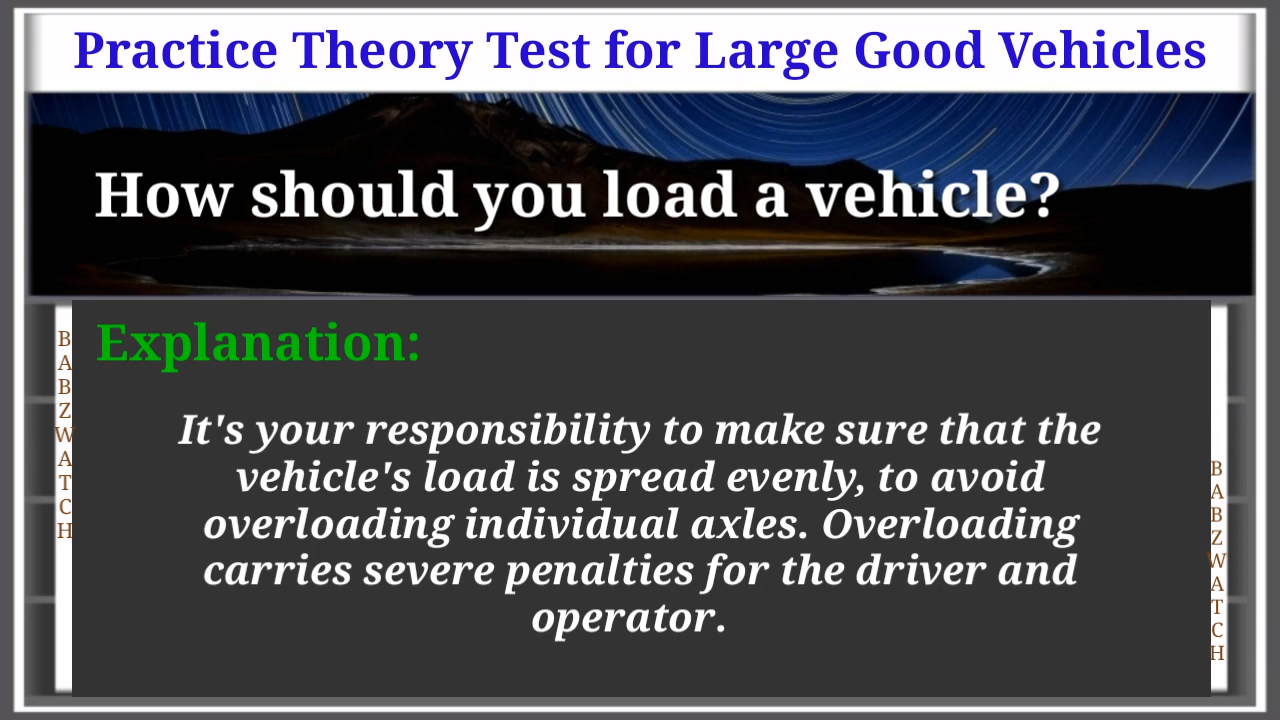 Practice Theory Test for Large Good Vehicles
How should you load a vehicle?
Explanation:
It's your responsibility to make sure that the
vehicle's load is spread evenly, to avoid
overloading individual axles. Overloading
carries severe penalties for the driver and
operator.
BABZWATCH
BABZWATCH